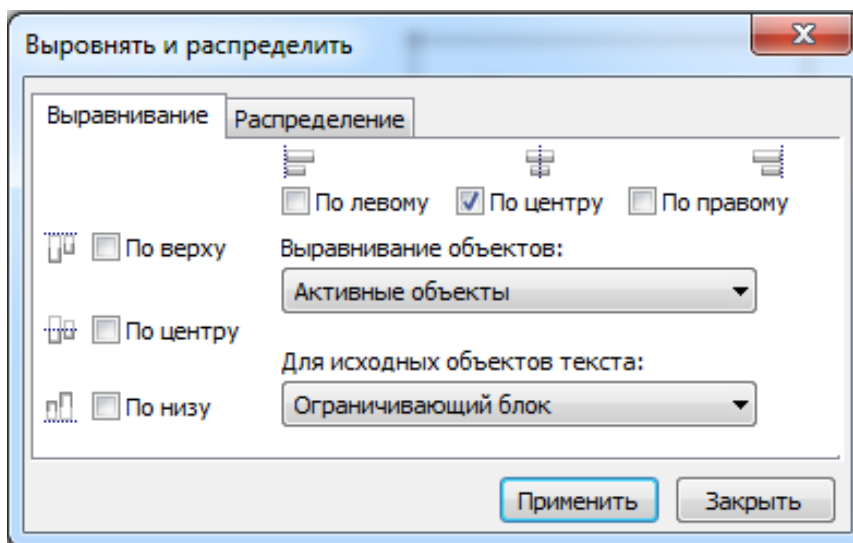 Выровнять и распределить
Выравнивание Распределение
По левому По центру По правому
По верху Выравнивание объектов:
Активные объекты
По центру
Для исходных объектов текста:
По низу Ограничивающий блок
Применить Закрыть